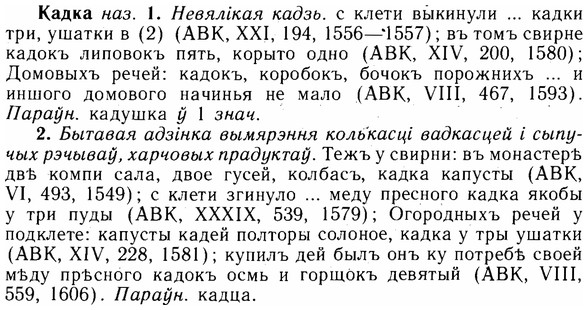 Кадка наз. 1. Невялікая кадзь. с клети выкинули ... кадки
три, ушатки в (2) (АВК, XXI, 194, 1556—1557); въ томъ свирне
кадокъ липовокъ пять, корыто одно (АВК, XIV, 200, 1580);
Домовыхъ речей: кадокъ, коробокъ, бочокъ порожнихъ ... и
иншого домового начинья не мало (АВК, VIII, 467, 1593).
Параўн. кадушка ў 1 знач.
2. Бытавая адзінка вымярэння колькасці вадкасцей і сыпу-
чых рэчываў, харчовых прадуктаў. Тежъ у свирни: въ монастерѣ
двѣ компи сала, двое гусей, колбасъ, кадка капусты (АВК,
VI, 493, 1549); с клети згинуло ... меду пресного кадка якобы
у три пуды (АВК, XXXIX, 539, 1579); Огородныхъ речей у
подклете: капусты кадей полторы солоное, кадка у тры ушатки
(АВК, XIV, 228, 1581); купилъ дей былъ онъ ку потребѣ своей
мѣду прѣсного кадокъ осмь и горщокъ девятый (АВК, VIII,
559, 1606). Параўн. кадца.